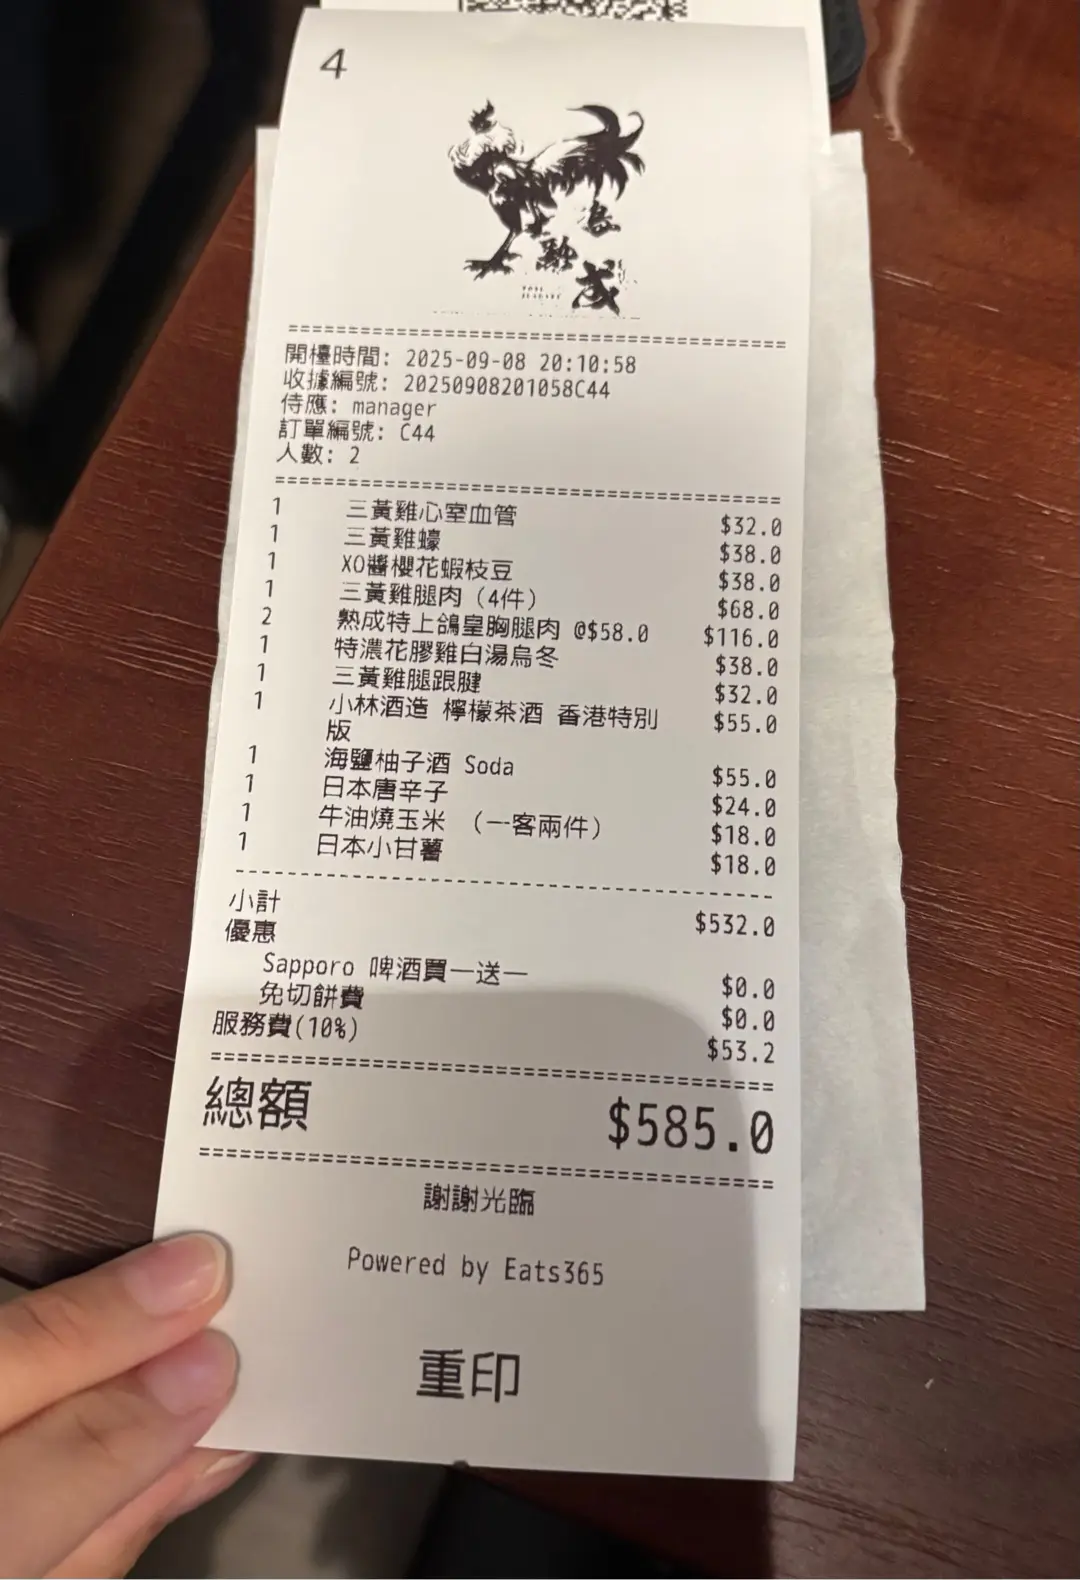 4
成
================================================
開檯時間: 2025-09-08 20:10:58
收據編號: 20250908201058C44
侍應: manager
訂單編號: C44
人數: 2
================================================
1 三黃雞心室血管 $32.0
1 三黃雞蠔 $38.0
1 XO醬櫻花蝦枝豆 $38.0
1 三黃雞腿肉 (4件) $68.0
2 熟成特上鴿皇胸腿肉 @$58.0 $116.0
1 特濃花膠雞白湯烏冬 $38.0
1 三黃雞腿跟腱 $32.0
1 小林酒造 檸檬茶酒 香港特別 $55.0
版
1 海鹽柚子酒 Soda $55.0
1 日本唐辛子 $24.0
1 牛油燒玉米 (一客兩件) $18.0
1 日本小甘薯 $18.0
------------------------------------------------
小計 $532.0
優惠
Sapporo 啤酒買一送一 $0.0
免切餅費 $0.0
服務費(10%) $53.2
================================================
總額 $585.0
================================================
謝謝光臨
Powered by Eats365
重印